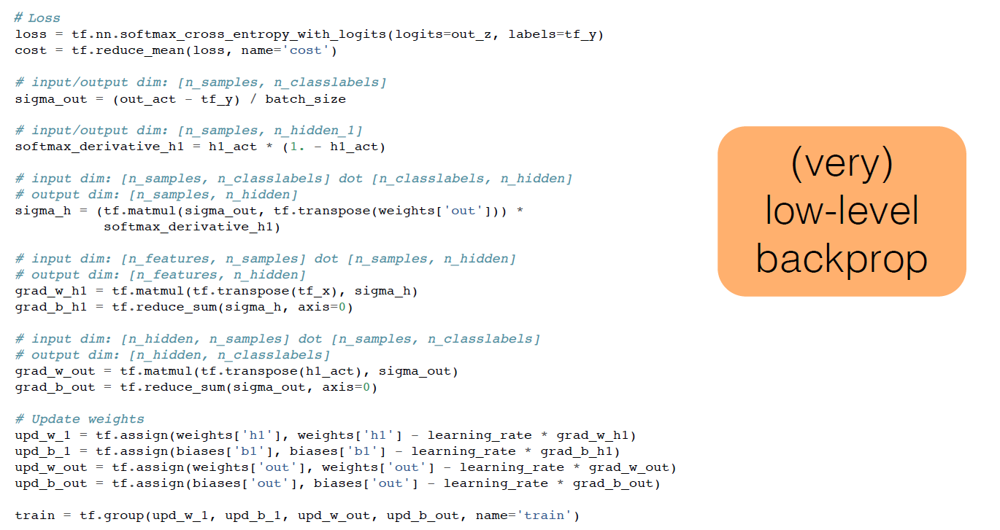 # Loss
loss = tf.nn.softmax_cross_entropy_with_logits(logits=out_z, labels=tf_y)
cost = tf.reduce_mean(loss, name='cost')
# input/output dim: [n_samples, n_classlabels]
sigma_out = (out_act - tf_y) / batch_size
# input/output dim: [n_samples, n_hidden_1]
softmax_derivative_h1 = h1_act * (1. - h1_act)
# input dim: [n_samples, n_classlabels] dot [n_classlabels, n_hidden]
# output dim: [n_samples, n_hidden]
sigma_h = (tf.matmul(sigma_out, tf.transpose(weights['out'])) *
softmax_derivative_h1)
# input dim: [n_features, n_samples] dot [n_samples, n_hidden]
# output dim: [n_features, n_hidden]
grad_w_h1 = tf.matmul(tf.transpose(tf_x), sigma_h)
grad_b_h1 = tf.reduce_sum(sigma_h, axis=0)
# input dim: [n_hidden, n_samples] dot [n_samples, n_classlabels]
# output dim: [n_hidden, n_classlabels]
grad_w_out = tf.matmul(tf.transpose(h1_act), sigma_out)
grad_b_out = tf.reduce_sum(sigma_out, axis=0)
# Update weights
upd_w_1 = tf.assign(weights['h1'], weights['h1'] - learning_rate * grad_w_h1)
upd_b_1 = tf.assign(biases['b1'], biases['b1'] - learning_rate * grad_b_h1)
upd_w_out = tf.assign(weights['out'], weights['out'] - learning_rate * grad_w_out)
upd_b_out = tf.assign(biases['out'], biases['out'] - learning_rate * grad_b_out)
train = tf.group(upd_w_1, upd_b_1, upd_w_out, upd_b_out, name='train')
(very)
low-level
backprop